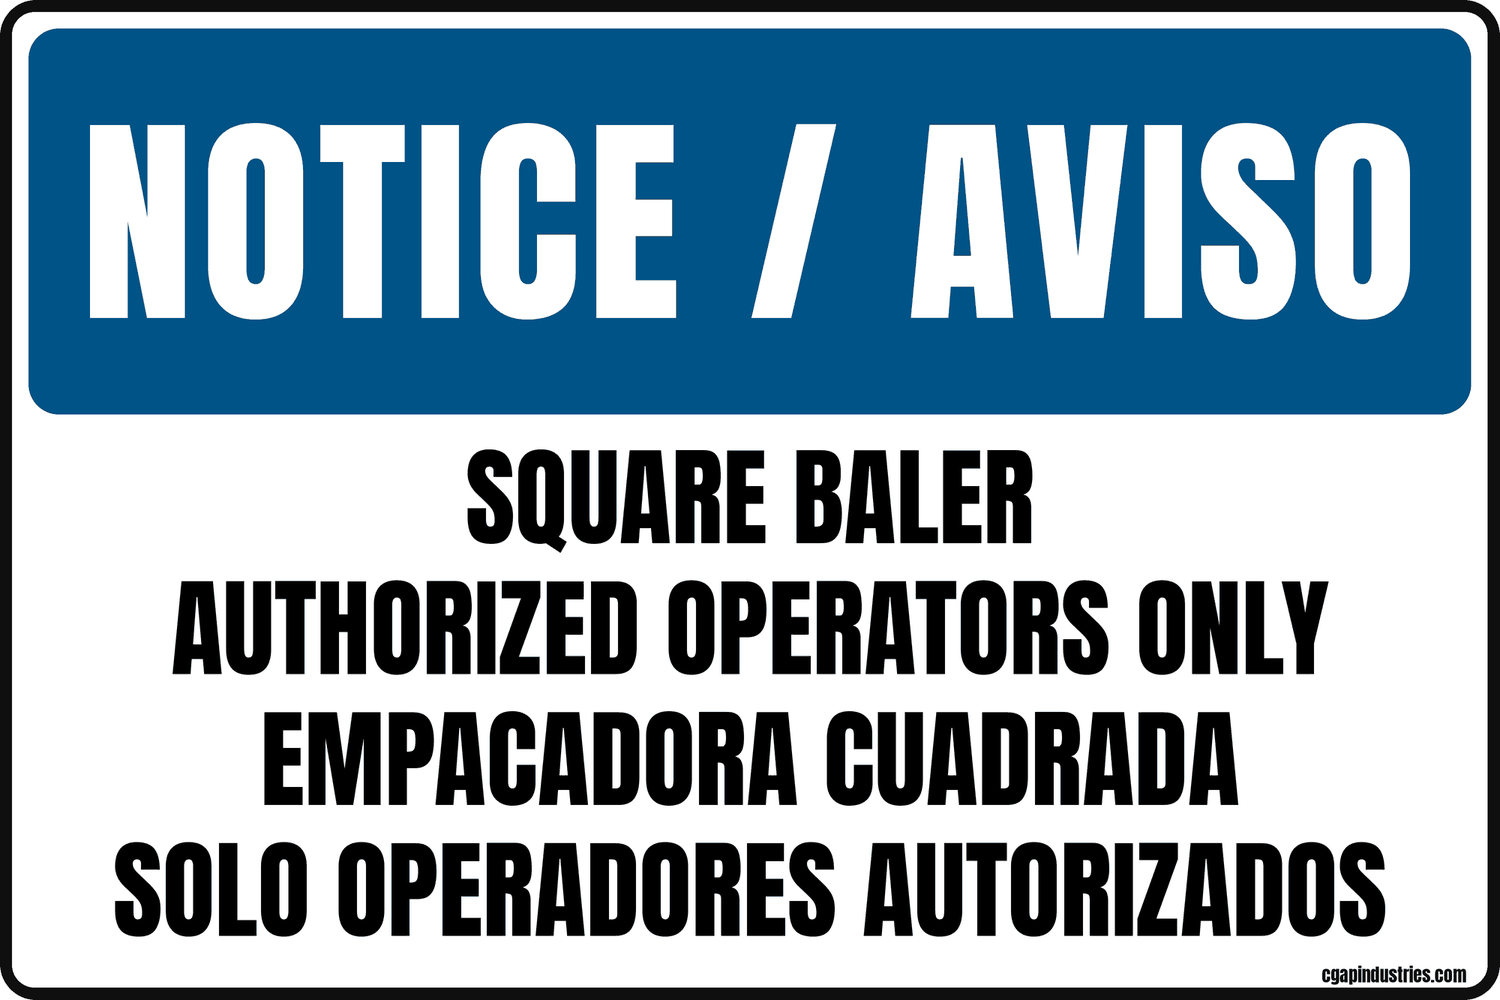 NOTICE / AVISO
SQUARE BALER
AUTHORIZED OPERATORS ONLY
EMPACADORA CUADRADA
SOLO OPERADORES AUTORIZADOS
cgapindustries.com